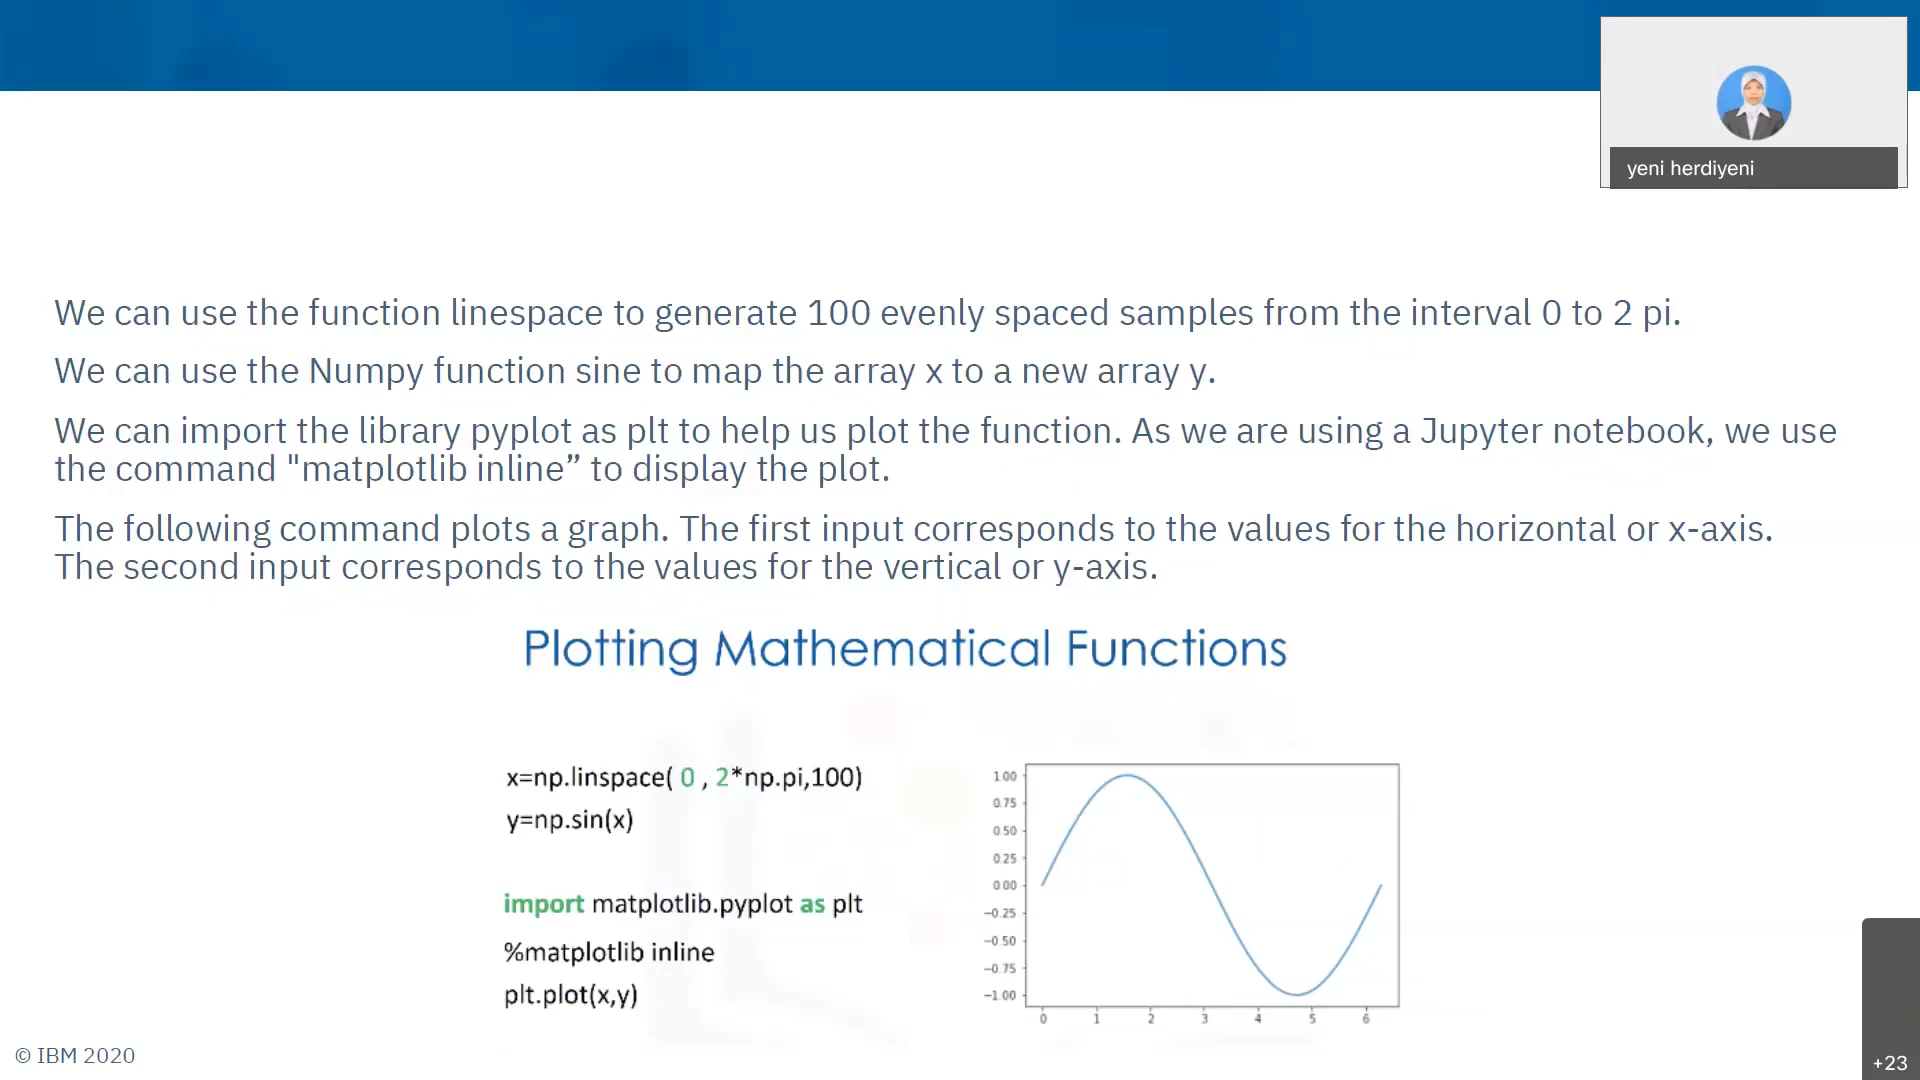 yeni herdiyeni
We can use the function linespace to generate 100 evenly spaced samples from the interval 0 to 2 pi.
We can use the Numpy function sine to map the array x to a new array y.
We can import the library pyplot as plt to help us plot the function. As we are using a Jupyter notebook, we use
the command "matplotlib inline” to display the plot.
The following command plots a graph. The first input corresponds to the values for the horizontal or x-axis.
The second input corresponds to the values for the vertical or y-axis.
Plotting Mathematical Functions
x=np.linspace( 0 , 2*np.pi,100)
y=np.sin(x)
import matplotlib.pyplot as plt
%matplotlib inline
plt.plot(x,y)
1.00
0.75
0.50
0.25
0.00
−0.25
−0.50
−0.75
−1.00
0 1 2 3 4 5 6
© IBM 2020
+23